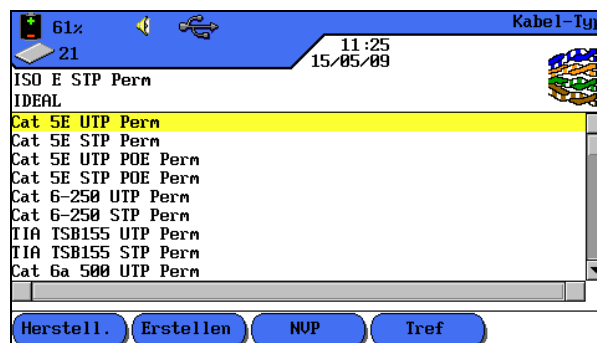 61%
Kabel-Typ
21
11:25
15/05/09
ISO E STP Perm
IDEAL
Cat 5E UTP Perm
Cat 5E STP Perm
Cat 5E UTP POE Perm
Cat 5E STP POE Perm
Cat 6-250 UTP Perm
Cat 6-250 STP Perm
TIA TSB155 UTP Perm
TIA TSB155 STP Perm
Cat 6a 500 UTP Perm
Herstell. Erstellen NVP Tref